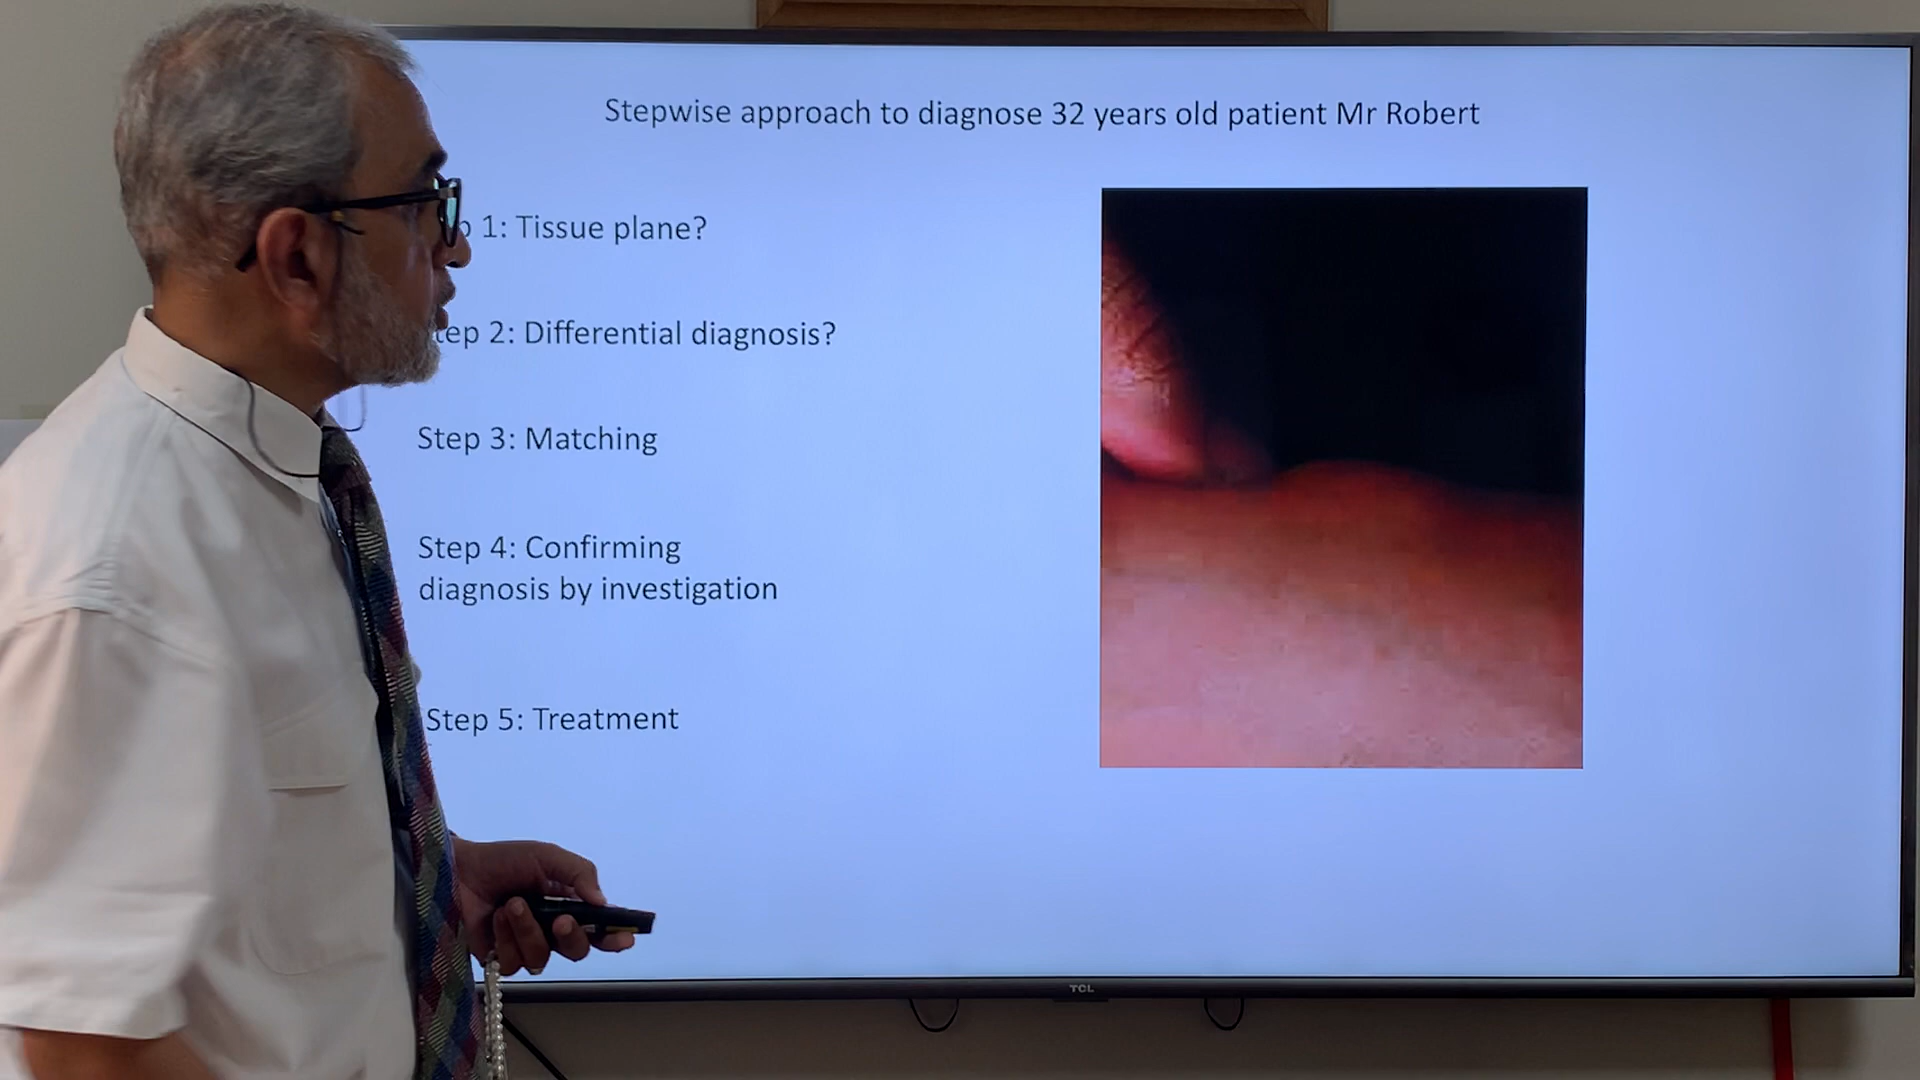 Stepwise approach to diagnose 32 years old patient Mr Robert
1: Tissue plane?
tep 2: Differential diagnosis?
Step 3: Matching
Step 4: Confirming
diagnosis by investigation
Step 5: Treatment
TCL